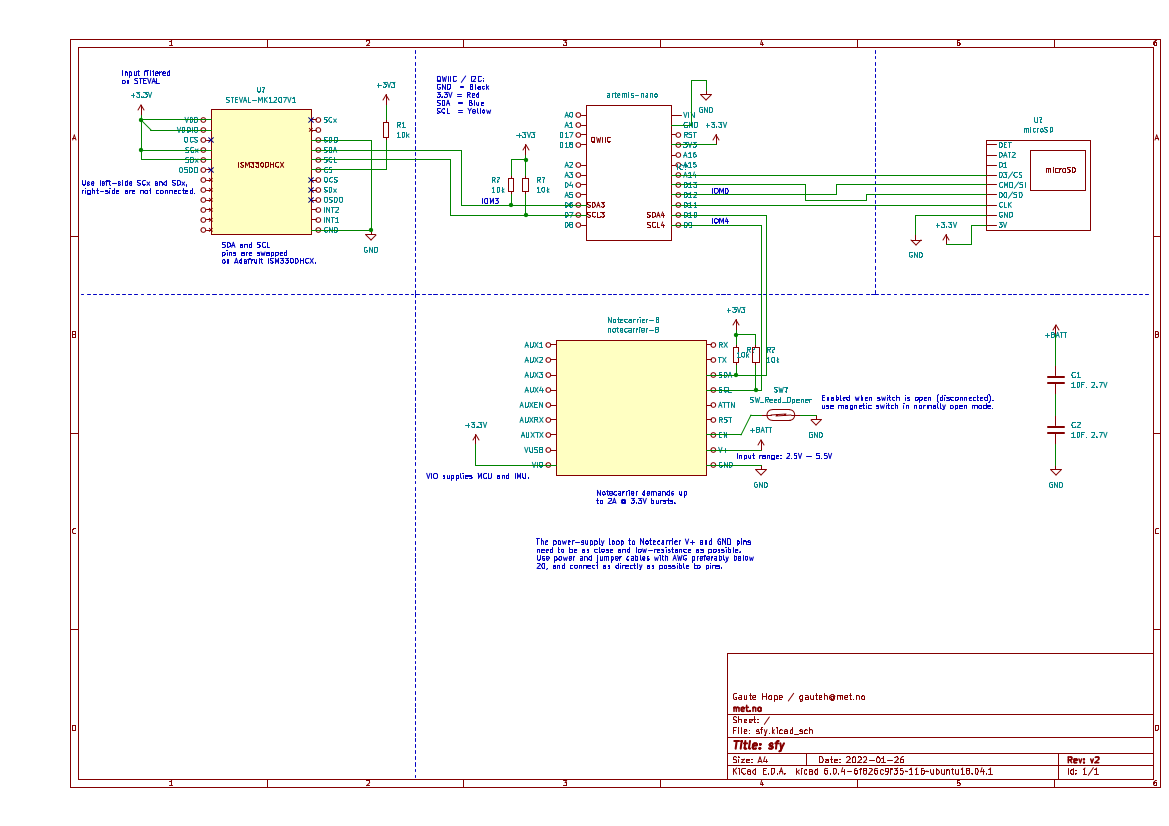 1 2 3 4 5 6
A
B
C
D
Input filtered
on STEVAL
+3.3V
U?
STEVAL-MK1207V1
ISM330DHCX
VDD
VDDIO
OCS
SCx
SDx
OSDO
SCx
SDO
SDA
SCL
CS
OCS
SDx
OSDO
INT2
INT1
GND
+3V3
R1
10k
GND
Use left-side SCx and SDx,
right-side are not connected.
SDA and SCL
pins are swapped
on Adafruit ISM330DHCX.
QWIIC / I2C:
GND = Black
3.3V = Red
SDA = Blue
SCL = Yellow
+3V3
R?
10k
R?
10k
IOM3
artemis-nano
QWIIC
A0
A1
D17
D18
A2
A3
D4
A5
D6
D7
D8
SDA3
SCL3
SDA4
SCL4
VIN
GND
RST
3V3
A16
A15
A14
D13
D12
D11
D10
D9
GND
+3.3V
IOM0
IOM4
U?
microSD
microSD
DET
DAT2
D1
D3/CS
CMD/SI
D0/SO
CLK
GND
3V
GND
+3.3V
Notecarrier-B
notecarrier-B
AUX1
AUX2
AUX3
AUX4
AUXEN
AUXRX
AUXTX
VUSB
VIO
RX
TX
SDA
SCL
ATTN
RST
EN
V+
GND
+3V3
R?
10k
R?
10k
SW?
SW_Reed_Opener
GND
+BATT
Input range: 2.5V - 5.5V
GND
Enabled when switch is open (disconnected).
use magnetic switch in normally open mode.
+3.3V
VIO supplies MCU and IMU.
Notecarrier demands up
to 2A @ 3.3V bursts.
The power-supply loop to Notecarrier V+ and GND pins
need to be as close and low-resistance as possible.
Use power and jumper cables with AWG preferably below
20, and connect as directly as possible to pins.
+BATT
C1
10F, 2.7V
C2
10F, 2.7V
GND
Gaute Hope / gauteh@met.no
met.no
Sheet: /
File: sfy.kicad_sch
Title: sfy
Size: A4 Date: 2022-01-26 Rev: v2
KiCad E.D.A. kicad 6.0.4-6f826c9f35~116~ubuntu18.04.1 Id: 1/1
1 2 3 4 5 6
A
B
C
D